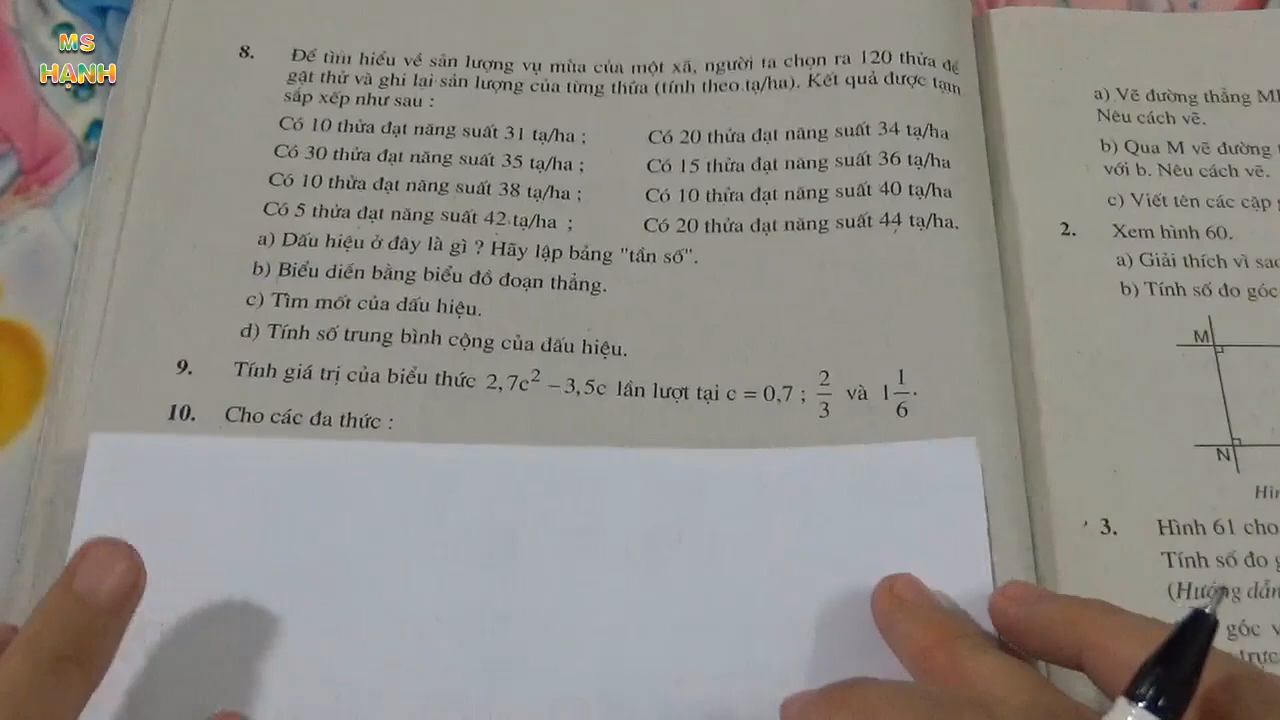 MS
HẠNH
8. Để tìm hiểu về sản lượng vụ mùa của một xã, người ta chọn ra 120 thửa để
gặt thử và ghi lại sản lượng của từng thửa (tính theo tạ/ha). Kết quả được tạm
sắp xếp như sau :
Có 10 thửa đạt năng suất 31 tạ/ha ; Có 20 thửa đạt năng suất 34 tạ/ha
Có 30 thửa đạt năng suất 35 tạ/ha ; Có 15 thửa đạt năng suất 36 tạ/ha
Có 10 thửa đạt năng suất 38 tạ/ha ; Có 10 thửa đạt năng suất 40 tạ/ha
Có 5 thửa đạt năng suất 42 tạ/ha ; Có 20 thửa đạt năng suất 44 tạ/ha.
a) Dấu hiệu ở đây là gì ? Hãy lập bảng "tần số".
b) Biểu diễn bằng biểu đồ đoạn thẳng.
c) Tìm mốt của dấu hiệu.
d) Tính số trung bình cộng của dấu hiệu.
9. Tính giá trị của biểu thức 2,7c² – 3,5c lần lượt tại c = 0,7 ; 2/3 và 1 1/6.
10. Cho các đa thức :
a) Vẽ đường thẳng
Nêu cách vẽ.
b) Qua M vẽ đường
với b. Nêu cách vẽ.
c) Viết tên các cặp
2. Xem hình 60.
a) Giải thích vì
b) Tính số đo góc
M
N
3. Hình 61 cho
Tính số đo
(Hướng dẫn
góc